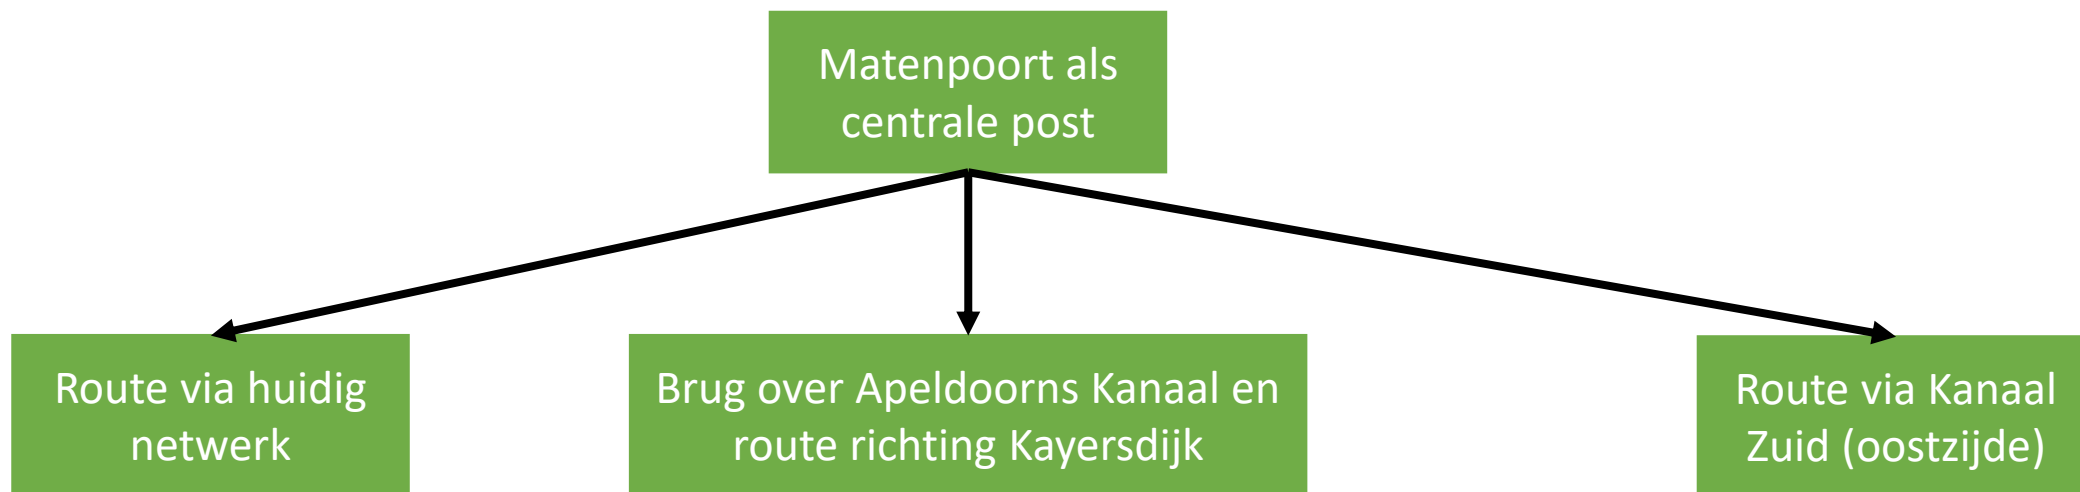 Matenpoort als
centrale post
Route via huidig
netwerk
Brug over Apeldoorns Kanaal en
route richting Kayersdijk
Route via Kanaal
Zuid (oostzijde)